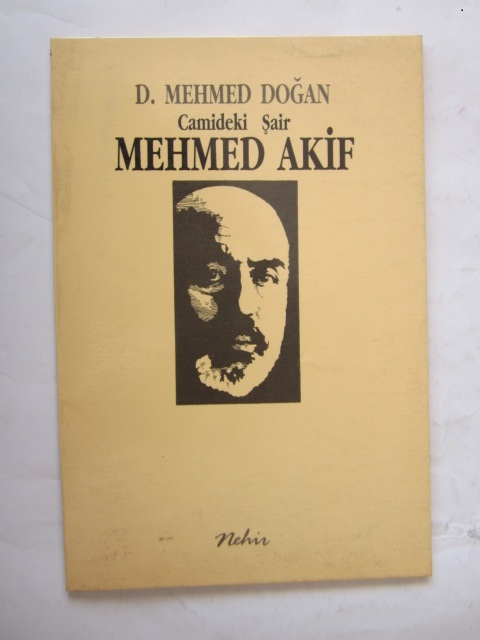 D. MEHMED DOĞAN
Camideki Şair
MEHMED AKİF
Nehir